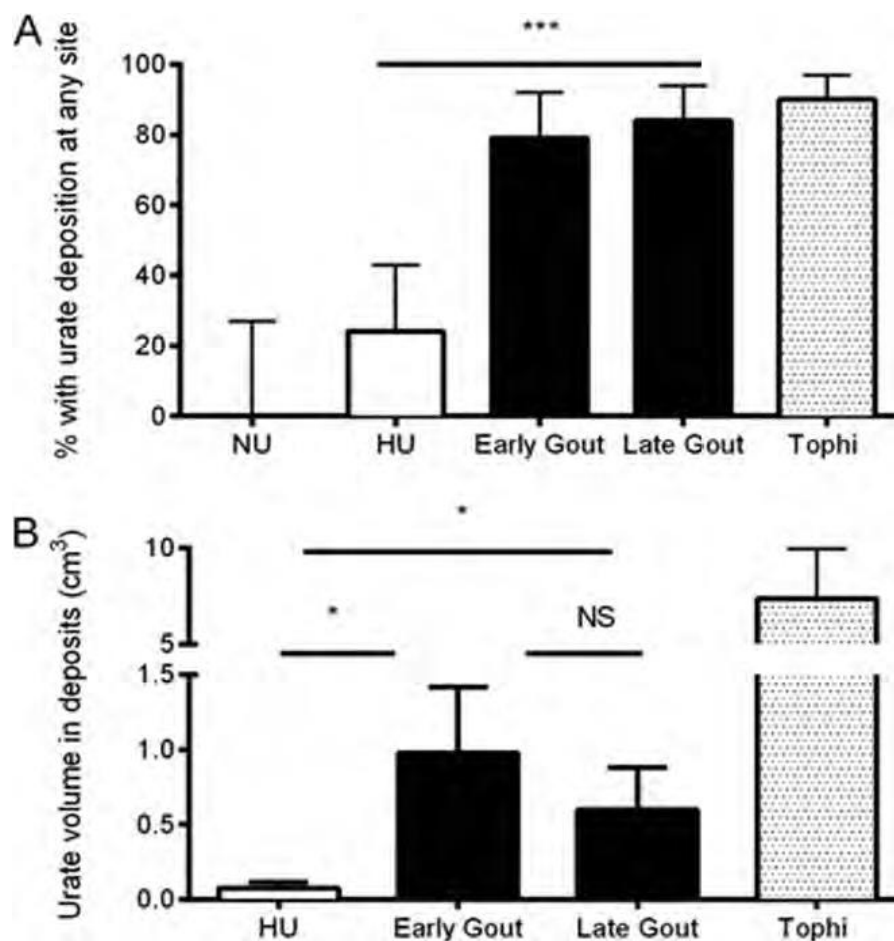 A
% with urate deposition at any site
***
100
80
60
40
20
0
NU HU Early Gout Late Gout Tophi
B
Urate volume in deposits (cm³)
*
10
*
NS
5
1.5
1.0
0.5
0.0
HU Early Gout Late Gout Tophi